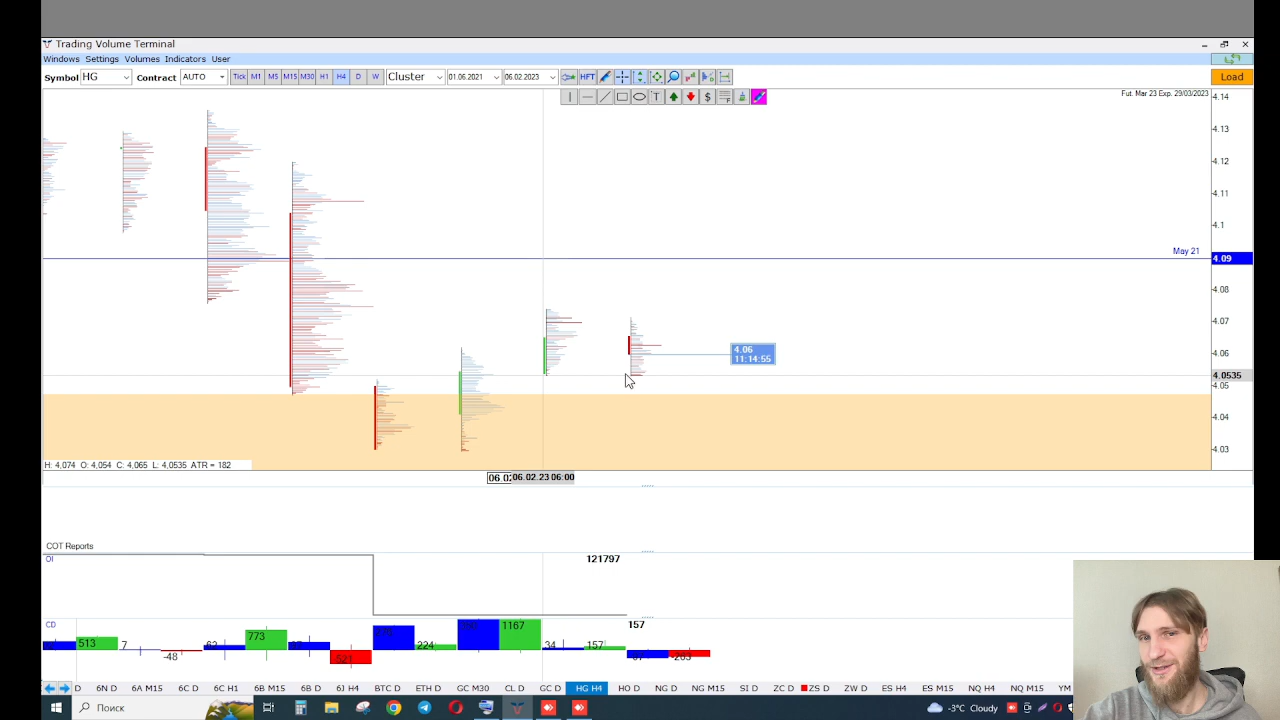 Trading Volume Terminal
Windows Settings Volumes Indicators User
Symbol HG Contract AUTO Tick M1 M5 M15 M30 H1 H4 D W Cluster 01.06.2021 HFT Load
Fut. Mar 23 Exp. 29/03/2023
4.14
4.13
4.12
4.11
4.1
May 21
4.09
4.08
4.07
4.06
4.06
11:14:55
4.0535
4.05
4.04
4.03
H: 4,074 O: 4,054 C: 4,065 L: 4,0535 ATR = 182
06.02.23 06:00
COT Reports
OI 121797
CD 157
513 7 -48 773 224 1167 34 157
D 6N D 6A M15 6C D 6C H1 6B M15 6B D 6J H4 BTC D ETH D GC M30 CL D GC D HG H4 HO D NG D NG M15 SI D ZC D ZS D ZW D ES H4 ES M NQ H4 NQ M15 YM
Поиск -3°C Cloudy